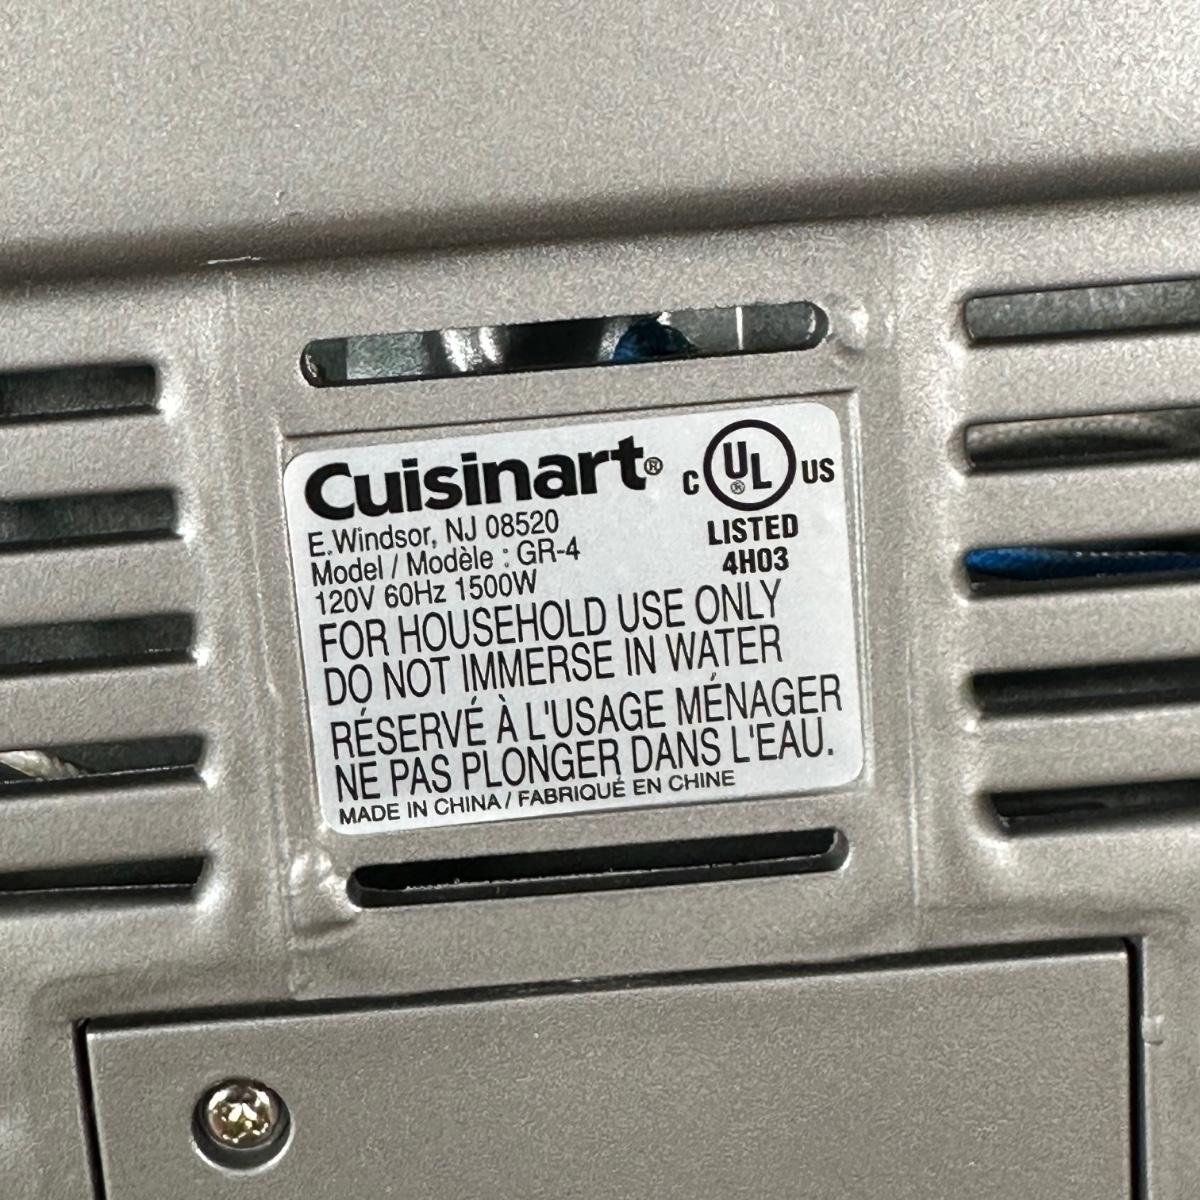 Cuisinart®
E.Windsor, NJ 08520
Model / Modèle : GR-4
120V 60Hz 1500W
C UL® US
LISTED
4H03
FOR HOUSEHOLD USE ONLY
DO NOT IMMERSE IN WATER
RÉSERVÉ À L'USAGE MÉNAGER
NE PAS PLONGER DANS L'EAU.
MADE IN CHINA / FABRIQUÉ EN CHINE